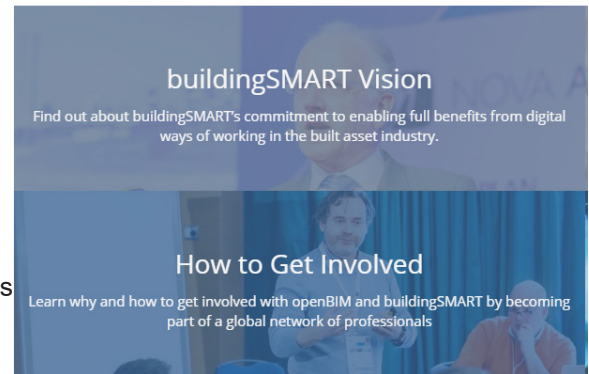 buildingSMART Vision
Find out about buildingSMART's commitment to enabling full benefits from digital
ways of working in the built asset industry.
NOVA A
How to Get Involved
s
Learn why and how to get involved with openBIM and buildingSMART by becoming
part of a global network of professionals